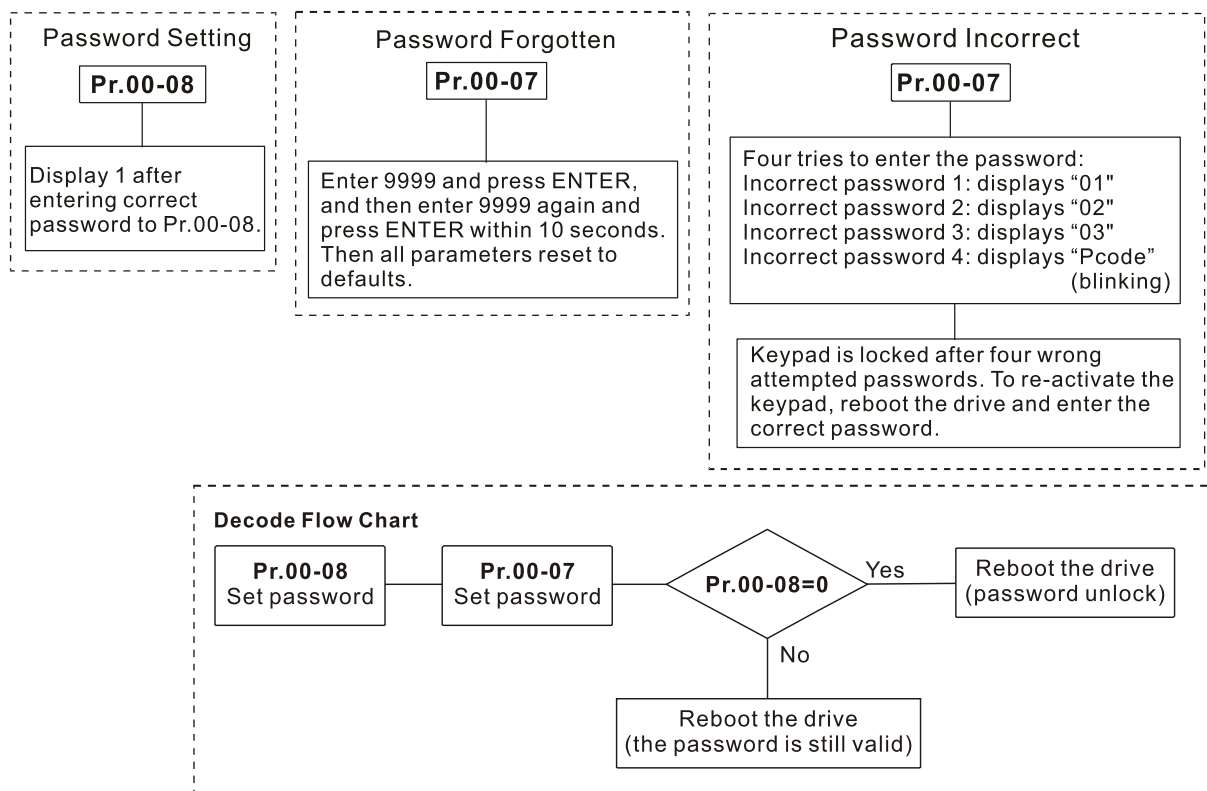 Password Setting
Pr.00-08
Display 1 after
entering correct
password to Pr.00-08.
Password Forgotten
Pr.00-07
Enter 9999 and press ENTER,
and then enter 9999 again and
press ENTER within 10 seconds.
Then all parameters reset to
defaults.
Password Incorrect
Pr.00-07
Four tries to enter the password:
Incorrect password 1: displays “01"
Incorrect password 2: displays “02"
Incorrect password 3: displays “03"
Incorrect password 4: displays “Pcode”
(blinking)
Keypad is locked after four wrong
attempted passwords. To re-activate the
keypad, reboot the drive and enter the
correct password.
Decode Flow Chart
Pr.00-08
Set password
Pr.00-07
Set password
Pr.00-08=0
Yes
Reboot the drive
(password unlock)
No
Reboot the drive
(the password is still valid)